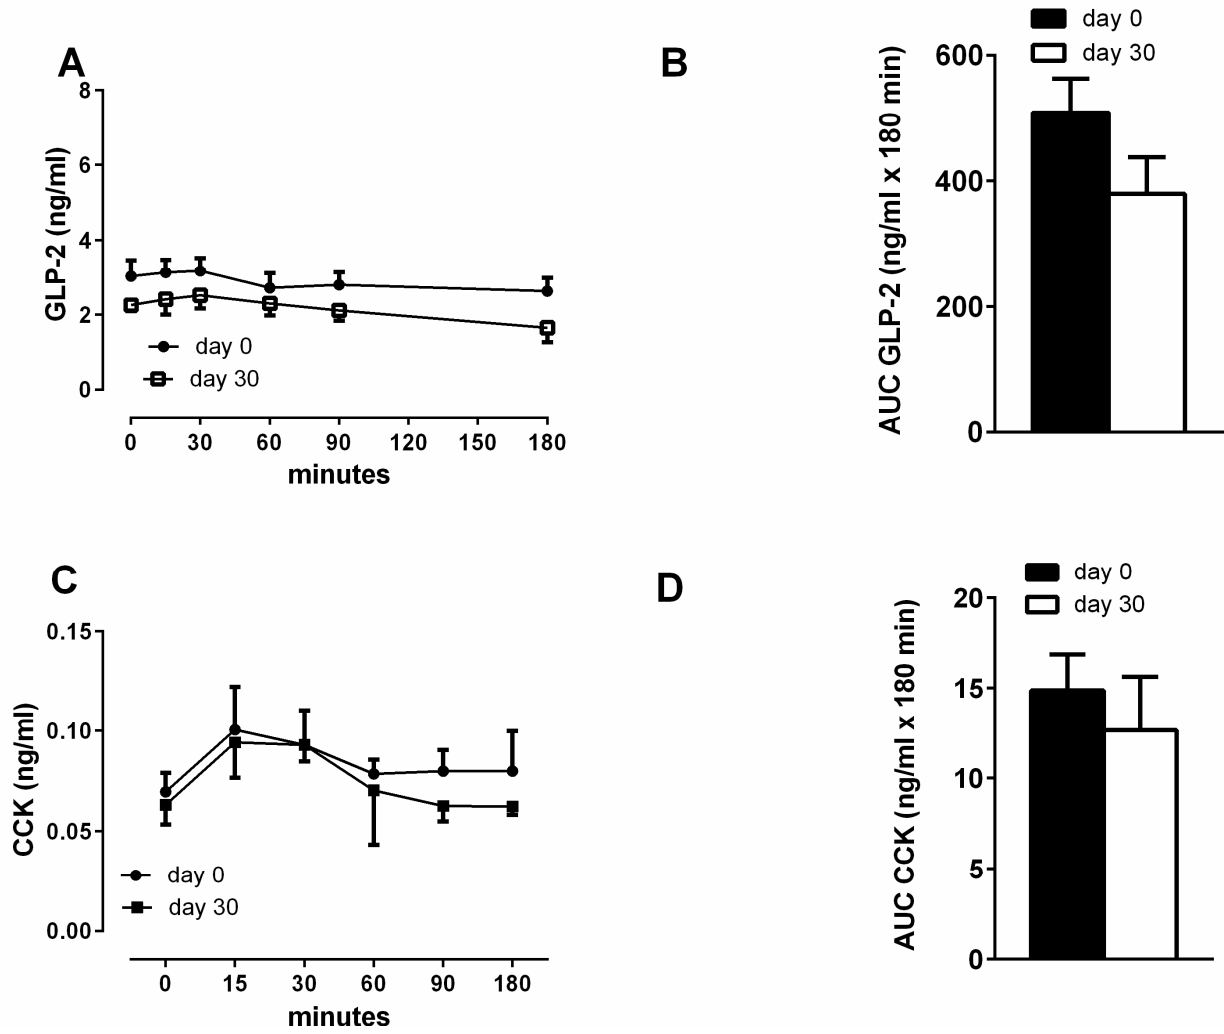 A
GLP-2 (ng/ml)
8
6
4
2
0
day 0
day 30
0 30 60 90 120 150 180
minutes
B
day 0
day 30
AUC GLP-2 (ng/ml x 180 min)
600
400
200
0
C
CCK (ng/ml)
0.15
0.10
0.05
0.00
day 0
day 30
0 15 30 60 90 180
minutes
D
day 0
day 30
AUC CCK (ng/ml x 180 min)
20
15
10
5
0